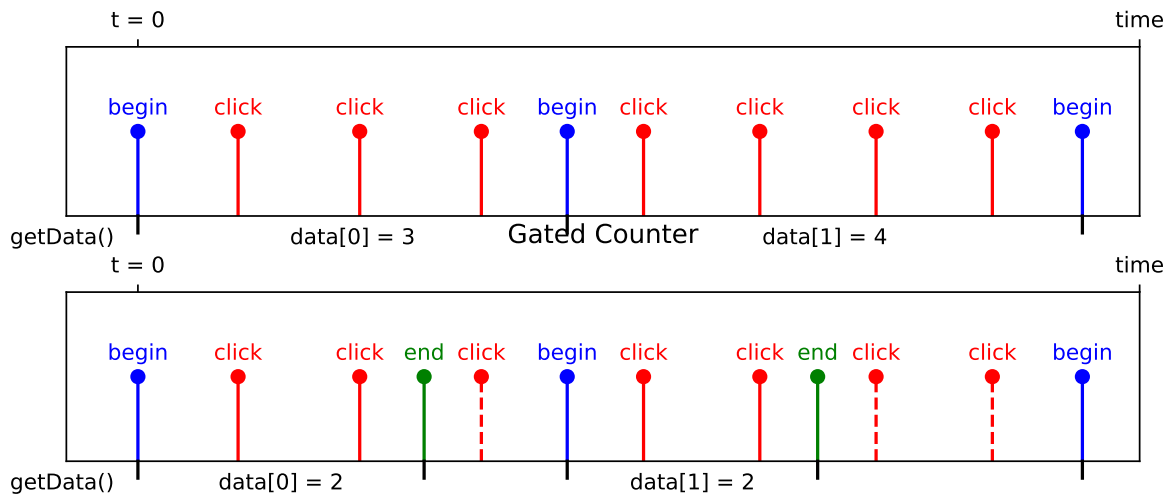 t = 0 time
begin click click click begin click click click click begin
getData() data[0] = 3 Gated Counter data[1] = 4
t = 0 time
begin click click end click begin click click end click click begin
getData() data[0] = 2 data[1] = 2